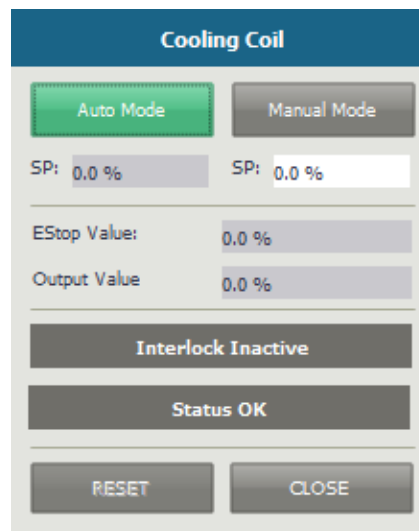 Cooling Coil
Auto Mode Manual Mode
SP: 0.0 % SP: 0.0 %
EStop Value: 0.0 %
Output Value 0.0 %
Interlock Inactive
Status OK
RESET CLOSE